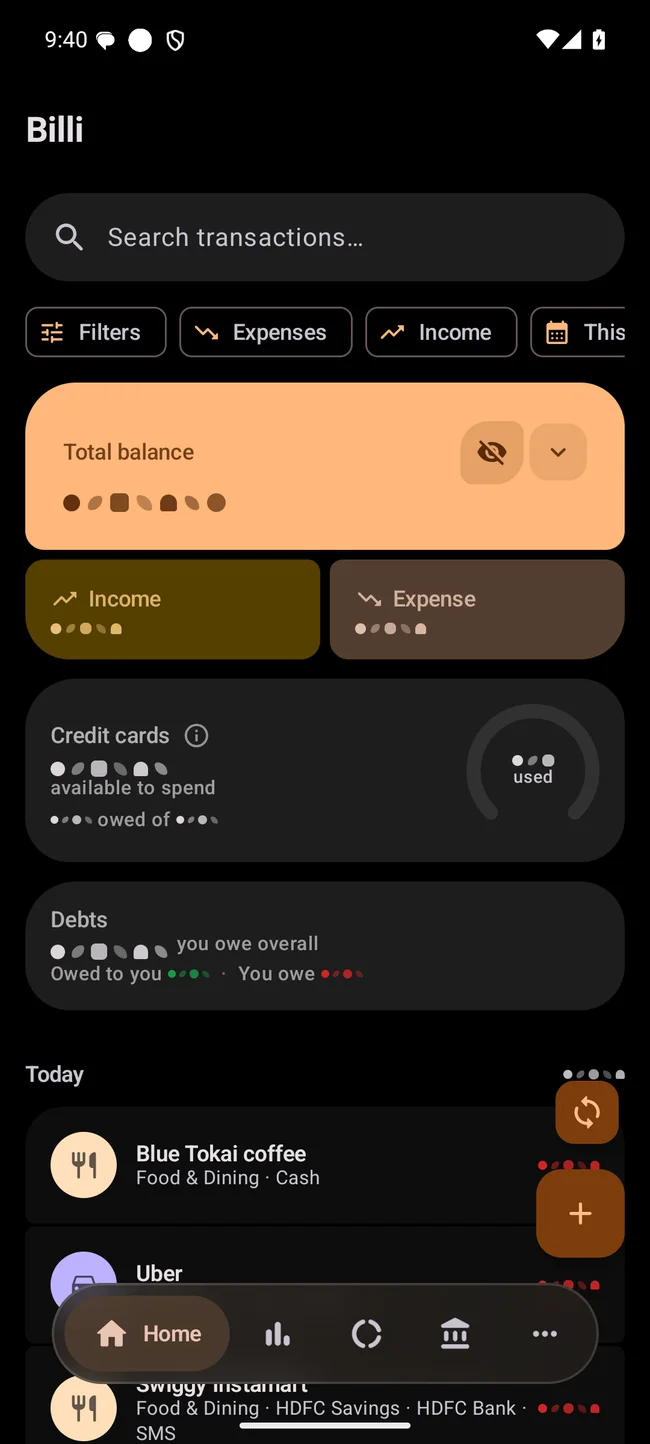 9:40
Billi
Search transactions…
Filters
Expenses
Income
This
Total balance
Income
Expense
Credit cards
available to spend
owed of
used
Debts
you owe overall
Owed to you · You owe
Today
Blue Tokai coffee
Food & Dining · Cash
Uber
Home
Swiggy Instamart
Food & Dining · HDFC Savings · HDFC Bank ·
SMS